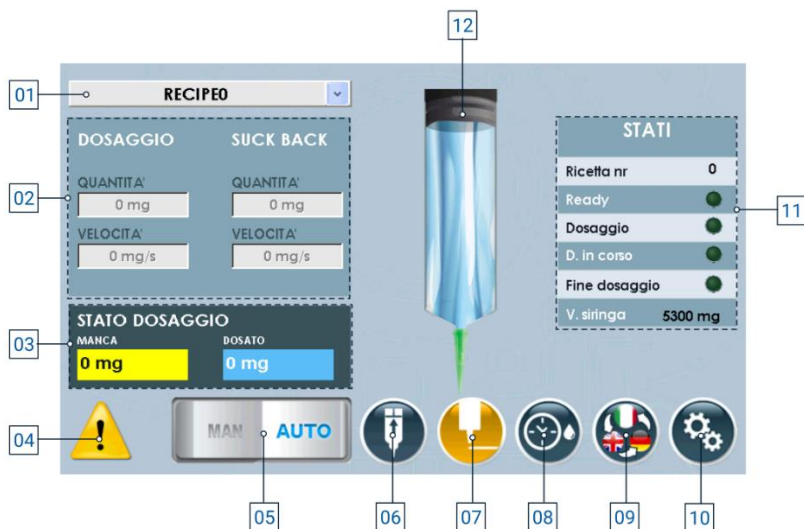 12
01
RECIPE0
02
DOSAGGIO
SUCK BACK
QUANTITA'
QUANTITA'
0 mg
0 mg
VELOCITA'
VELOCITA'
0 mg/s
0 mg/s
03
STATO DOSAGGIO
MANCA
DOSATO
0 mg
0 mg
STATI
Ricetta nr 0
Ready
Dosaggio
D. in corso
Fine dosaggio
V. siringa 5300 mg
11
04
MAN AUTO
05
06
07
08
09
10